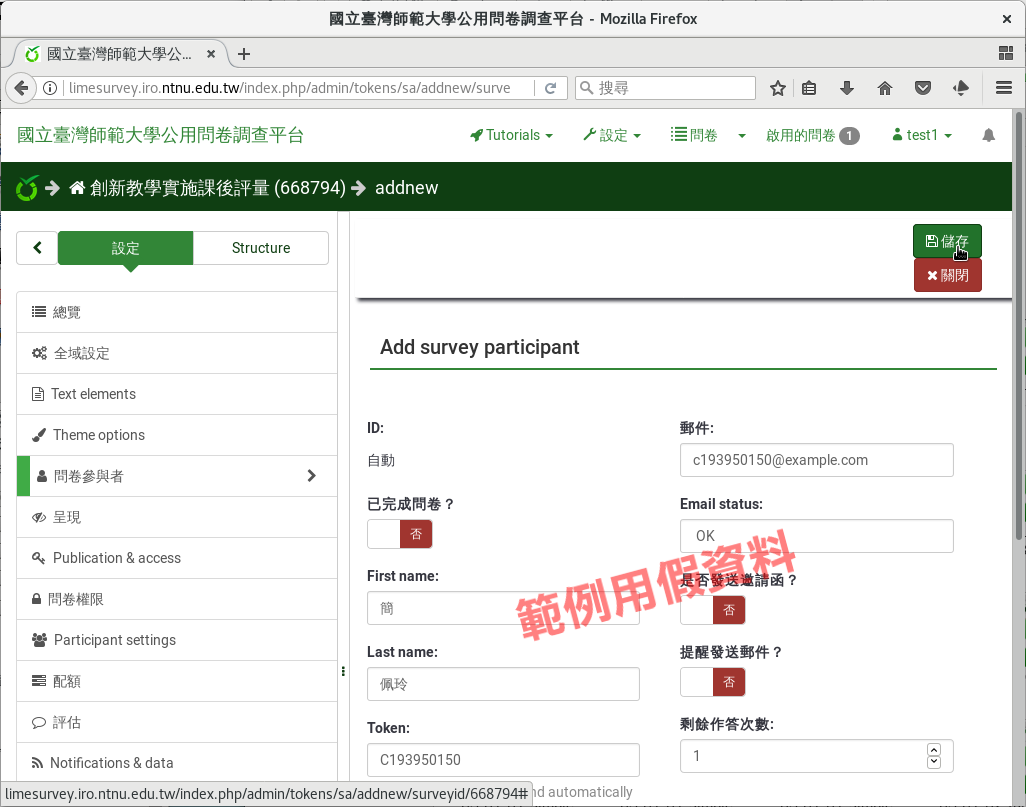 國立臺灣師範大學公用問卷調查平台 - Mozilla Firefox
國立臺灣師範大學公...
limesurvey.iro.ntnu.edu.tw/index.php/admin/tokens/sa/addnew/surve
搜尋
國立臺灣師範大學公用問卷調查平台
Tutorials
設定
問卷
啟用的問卷 1
test1
創新教學實施課後評量 (668794)
addnew
設定
Structure
儲存
關閉
總覽
全域設定
Text elements
Theme options
問卷參與者
呈現
Publication & access
問卷權限
Participant settings
配額
評估
Notifications & data
Add survey participant
ID:
自動
郵件:
c193950150@example.com
已完成問卷？
否
Email status:
OK
First name:
簡
是否發送邀請函？
否
Last name:
佩玲
提醒發送郵件？
否
Token:
C193950150
剩餘作答次數:
1
範例用假資料
automatically
limesurvey.iro.ntnu.edu.tw/index.php/admin/tokens/sa/addnew/surveyid/668794#